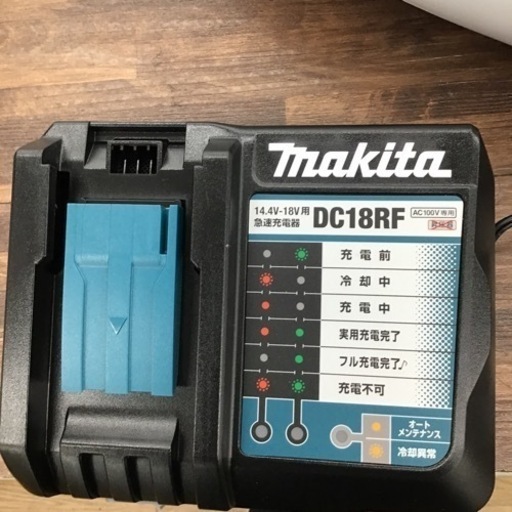 makita
14.4V-18V用
急速充電器
DC18RF
AC100V専用
充電前
冷却中
充電中
実用充電完了
フル充電完了♪
充電不可
オート
メンテナンス
冷却異常